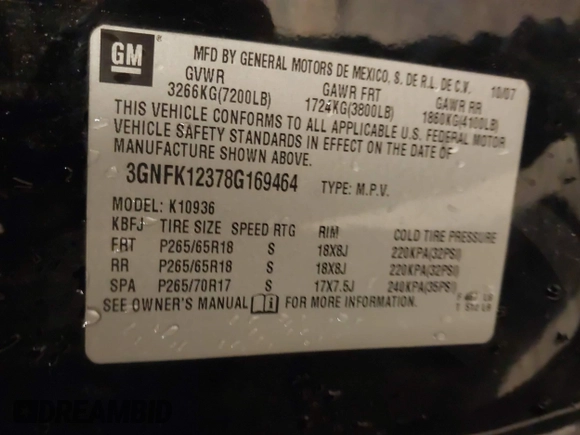 GM
MFD BY GENERAL MOTORS DE MEXICO, S. DE R.L. DE C.V. 10/07
GVWR GAWR FRT GAWR RR
3266KG(7200LB) 1724KG(3800LB) 1860KG(4100LB)
THIS VEHICLE CONFORMS TO ALL APPLICABLE U.S. FEDERAL MOTOR
VEHICLE SAFETY STANDARDS IN EFFECT ON THE DATE OF
MANUFACTURE SHOWN ABOVE.
3GNFK12378G169464 TYPE: M.P.V.
MODEL: K10936
KBFJ TIRE SIZE SPEED RTG RIM COLD TIRE PRESSURE
FRT P265/65R18 S 18X8J 220KPA(32PSI)
RR P265/65R18 S 18X8J 220KPA(32PSI)
SPA P265/70R17 S 17X7.5J 240KPA(35PSI)
SEE OWNER'S MANUAL i FOR MORE INFORMATION.
DREAMBID